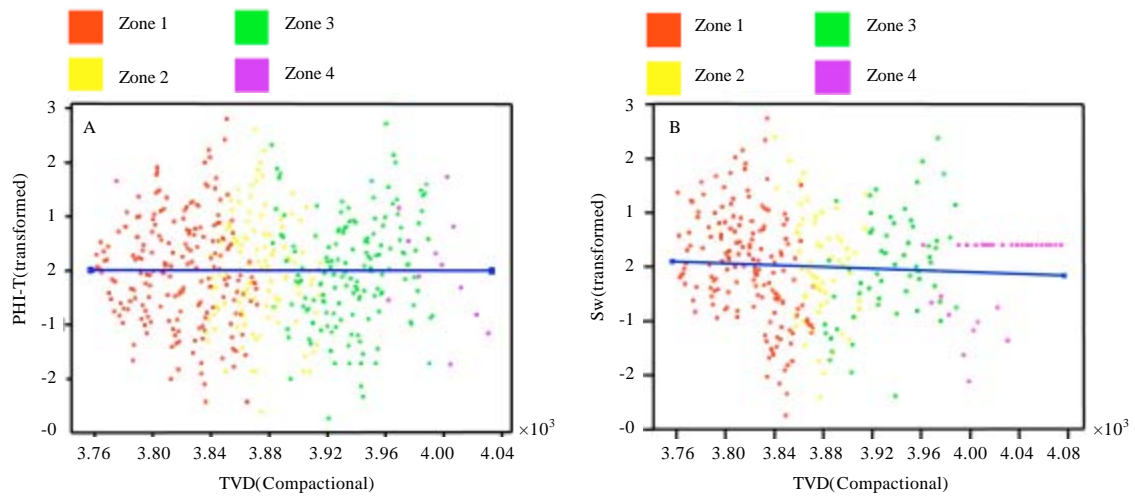 Zone 1
Zone 3
Zone 2
Zone 4
A
PHI-T(transformed)
3
2
1
2
-1
-2
-0
3.76 3.80 3.84 3.88 3.92 3.96 4.00 4.04
×10³
TVD(Compactional)
Zone 1
Zone 3
Zone 2
Zone 4
B
Sw(transformed)
3
2
1
2
-1
-2
-0
3.76 3.80 3.84 3.88 3.92 3.96 4.00 4.04 4.08
×10³
TVD(Compactional)